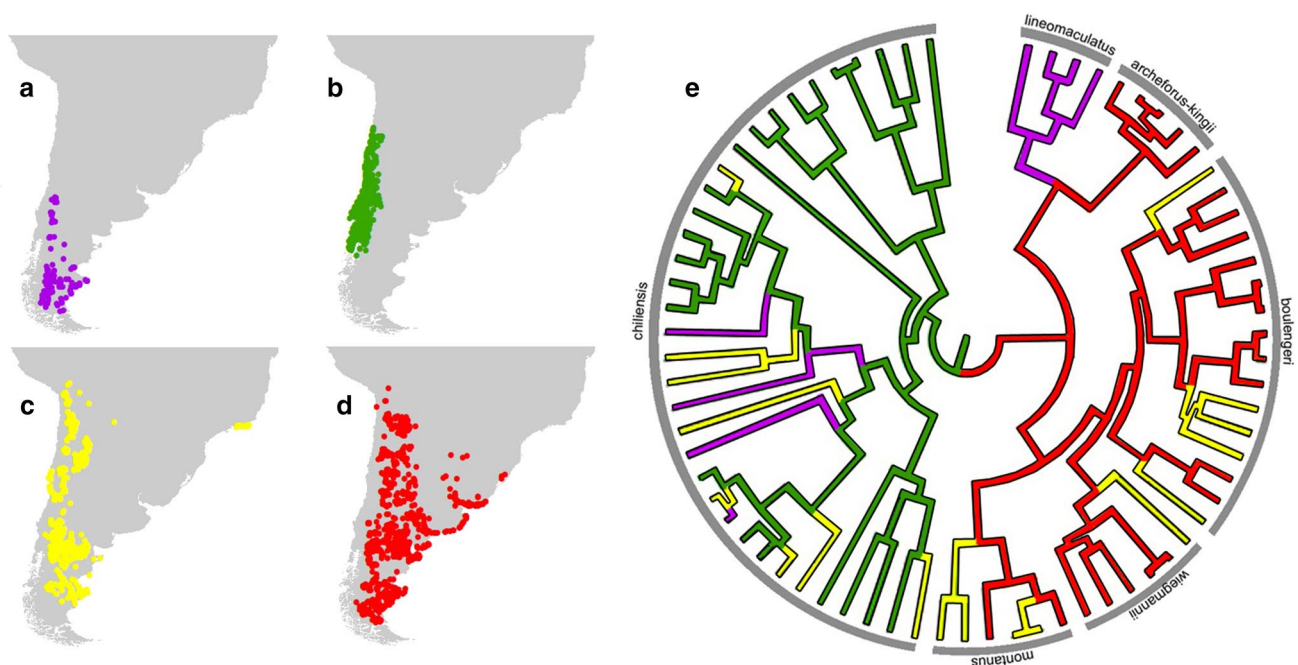 a
b
c
d
e
lineomaculatus
archeforus-kingii
boulengeri
wiegmannii
montanus
chiliensis